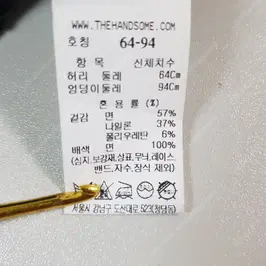 WWW.THEHANDSOME.COM
호칭 64-94
항 목 신체치수
허리 둘레 64Cm
엉덩이둘레 94Cm
혼 용 률 (%)
겉감 면 57%
나일론 37%
폴리우레탄 6%
배색 면 100%
(심지,보강재,상표,무늬,레이스,
밴드,자수,장식 제외)
서울시 강남구 도산대로 523(청담동)